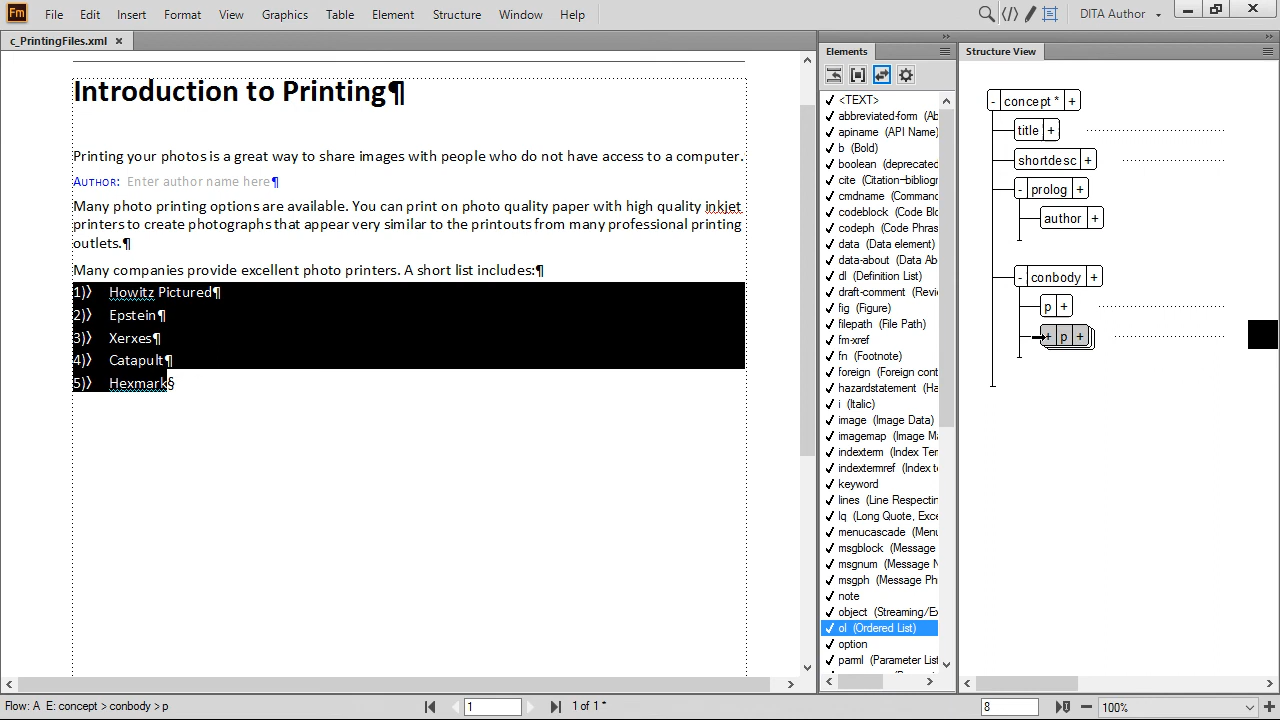 Fm File Edit Insert Format View Graphics Table Element Structure Window Help DITA Author
c_PrintingFiles.xml
Introduction to Printing¶
Printing your photos is a great way to share images with people who do not have access to a computer.
AUTHOR: Enter author name here¶
Many photo printing options are available. You can print on photo quality paper with high quality inkjet
printers to create photographs that appear very similar to the printouts from many professional printing
outlets.¶
Many companies provide excellent photo printers. A short list includes:¶
1)⟩ Howitz Pictured¶
2)⟩ Epstein¶
3)⟩ Xerxes¶
4)⟩ Catapult¶
5)⟩ Hexmark§
Elements
<TEXT>
abbreviated-form (Ab
apiname (API Name)
b (Bold)
boolean (deprecated
cite (Citation-bibliogr
cmdname (Command
codeblock (Code Blo
codeph (Code Phras
data (Data element)
data-about (Data Ab
dl (Definition List)
draft-comment (Revie
fig (Figure)
filepath (File Path)
fm-xref
fn (Footnote)
foreign (Foreign cont
hazardstatement (Ha
i (Italic)
image (Image Data)
imagemap (Image Ma
indexterm (Index Ter
indextermref (Index te
keyword
lines (Line Respectin
lq (Long Quote, Exce
menucascade (Menu
msgblock (Message
msgnum (Message N
msgph (Message Ph
note
object (Streaming/Ex
ol (Ordered List)
option
parml (Parameter List
Structure View
- concept * +
title +
shortdesc +
- prolog +
author +
- conbody +
p +
+ p +
Flow: A E: concept > conbody > p
1
1 of 1 *
8
100%